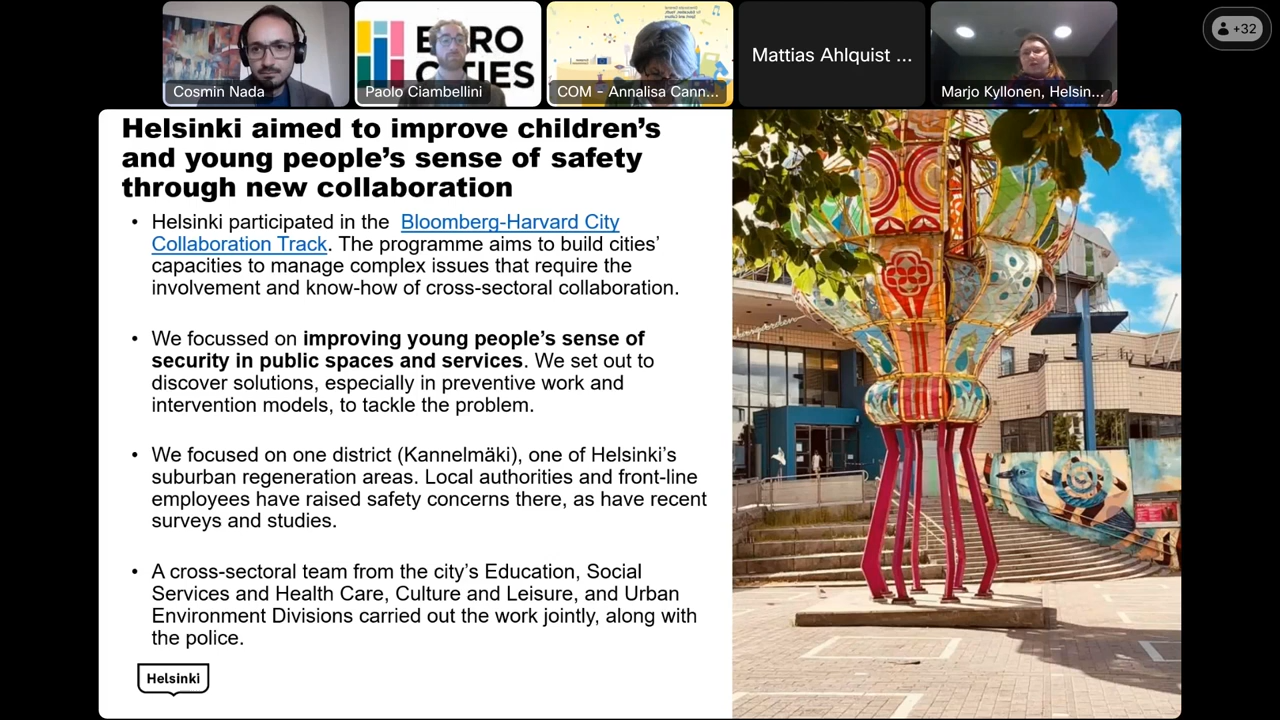 Cosmin Nada
EURO
CITIES
Paolo Ciambellini
COM - Annalisa Cann...
Mattias Ahlquist ...
Marjo Kyllonen, Helsin...
+32
Helsinki aimed to improve children's
and young people's sense of safety
through new collaboration
• Helsinki participated in the Bloomberg-Harvard City
Collaboration Track. The programme aims to build cities'
capacities to manage complex issues that require the
involvement and know-how of cross-sectoral collaboration.
• We focussed on improving young people's sense of
security in public spaces and services. We set out to
discover solutions, especially in preventive work and
intervention models, to tackle the problem.
• We focused on one district (Kannelmäki), one of Helsinki's
suburban regeneration areas. Local authorities and front-line
employees have raised safety concerns there, as have recent
surveys and studies.
• A cross-sectoral team from the city's Education, Social
Services and Health Care, Culture and Leisure, and Urban
Environment Divisions carried out the work jointly, along with
the police.
Helsinki